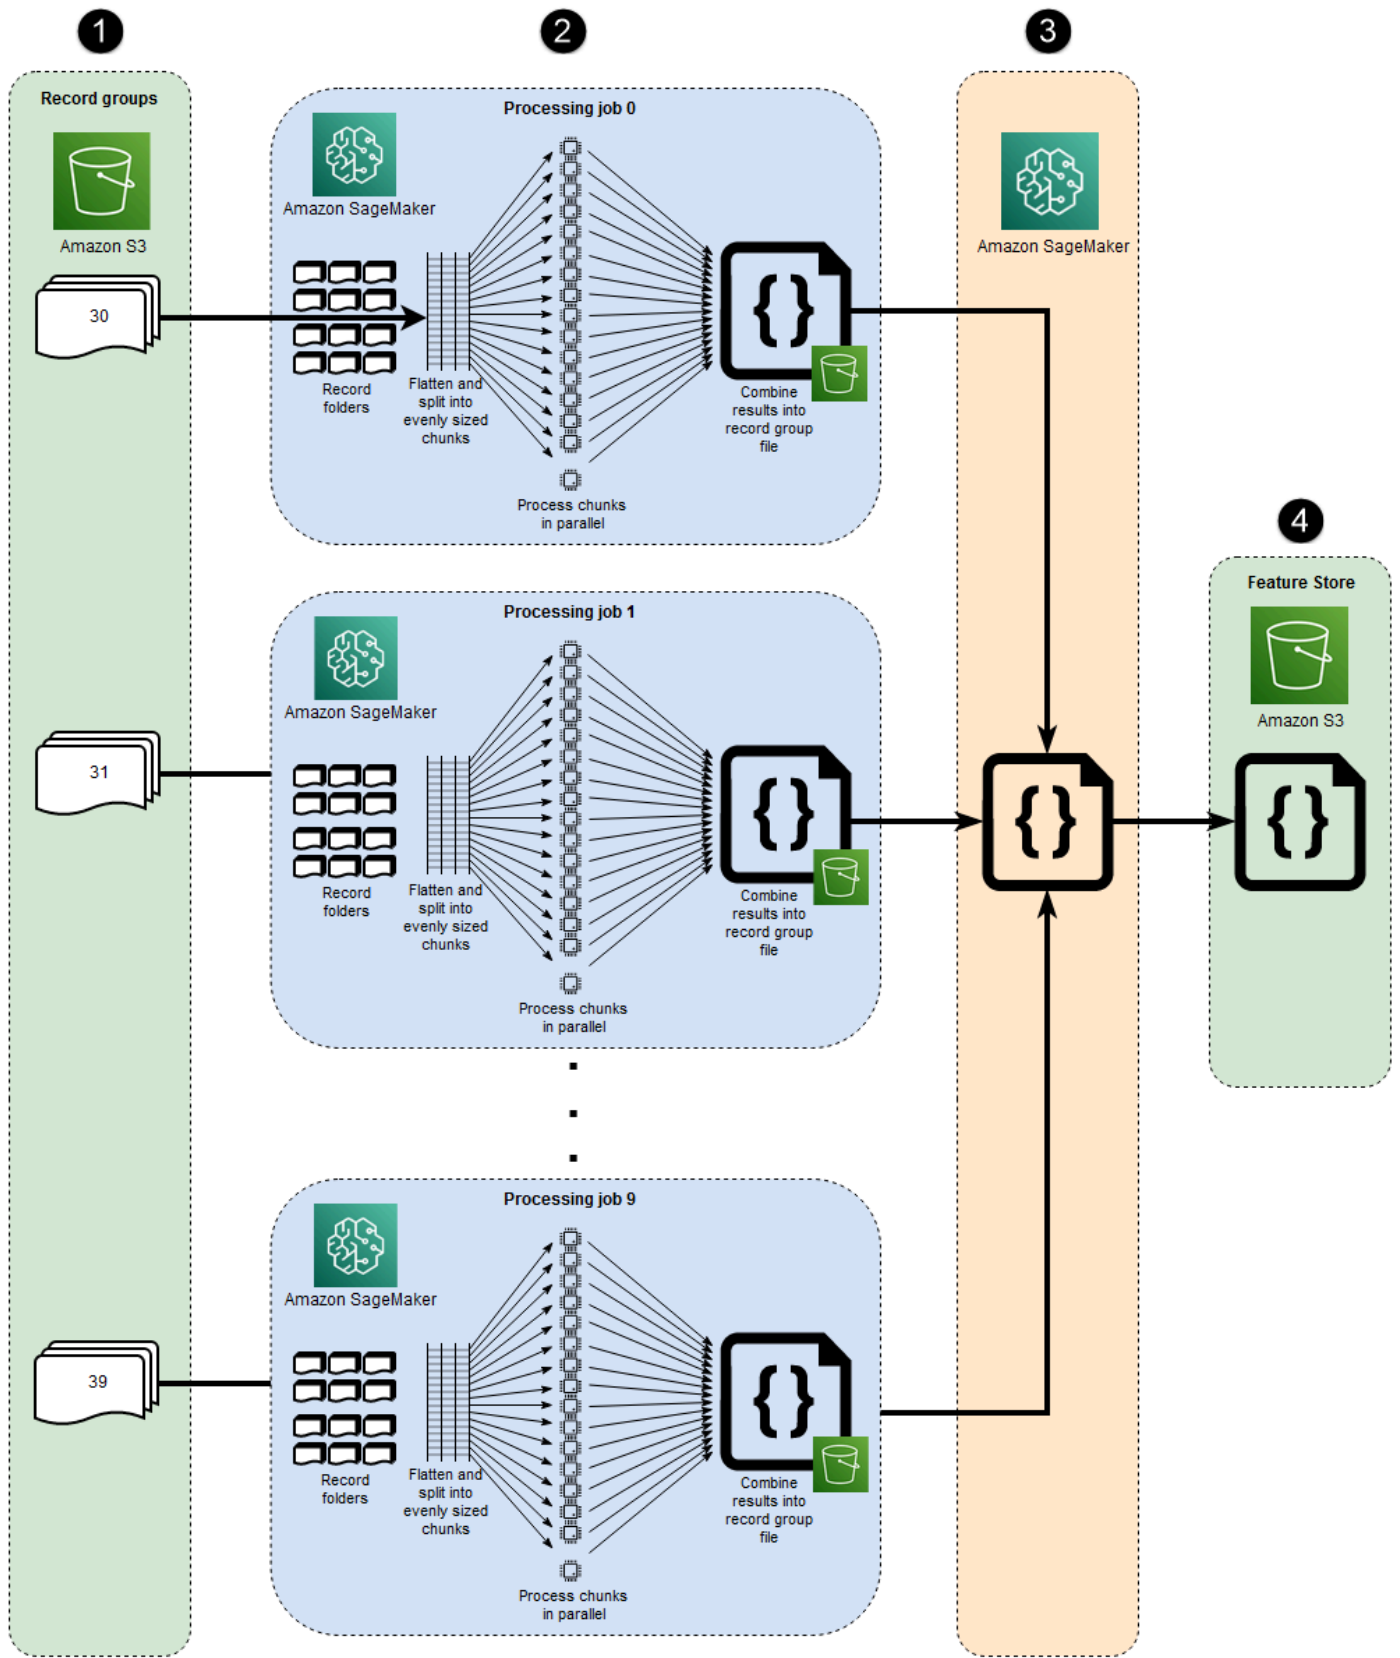 1
2
3
4
Record groups
Amazon S3
30
31
39
Processing job 0
Amazon SageMaker
Record
folders
Flatten and
split into
evenly sized
chunks
Process chunks
in parallel
{}
Combine
results into
record group
file
Processing job 1
Amazon SageMaker
Record
folders
Flatten and
split into
evenly sized
chunks
Process chunks
in parallel
{}
Combine
results into
record group
file
Processing job 9
Amazon SageMaker
Record
folders
Flatten and
split into
evenly sized
chunks
Process chunks
in parallel
{}
Combine
results into
record group
file
Amazon SageMaker
{}
Feature Store
Amazon S3
{}